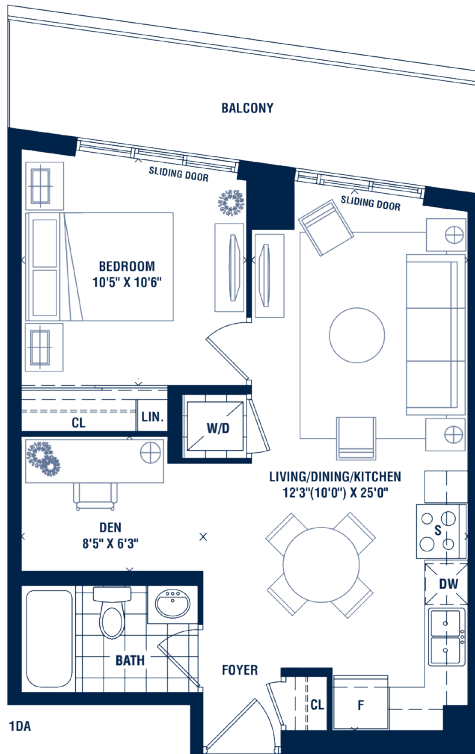 BALCONY
SLIDING DOOR
SLIDING DOOR
BEDROOM
10'5" X 10'6"
CL
LIN.
W/D
LIVING/DINING/KITCHEN
12'3"(10'0") X 25'0"
S
DEN
8'5" X 6'3"
DW
BATH
FOYER
CL
F
1DA